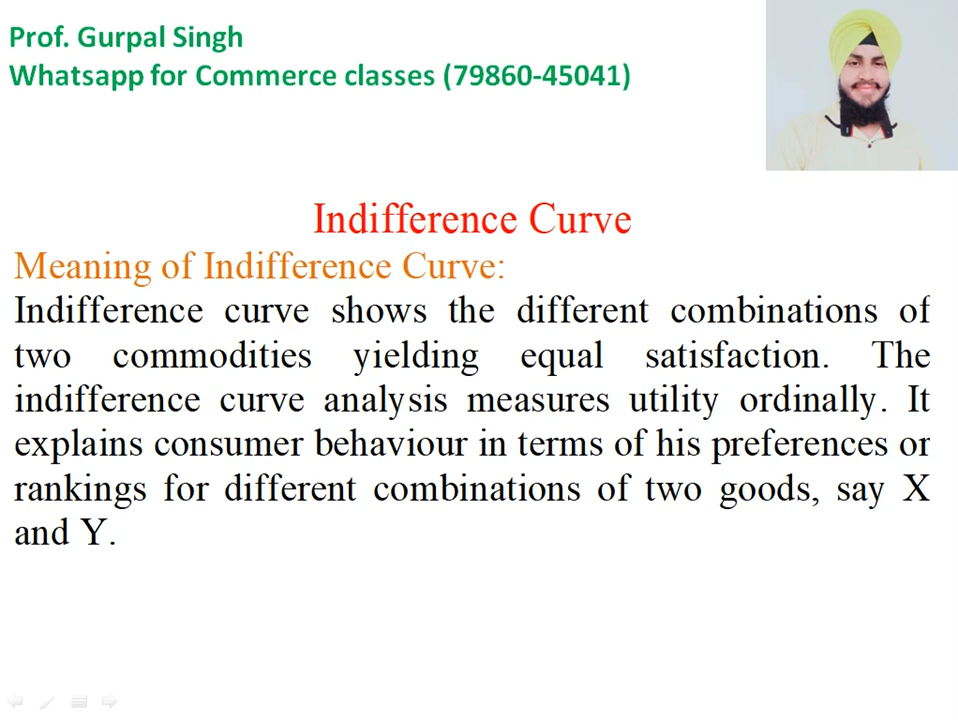 Prof. Gurpal Singh
Whatsapp for Commerce classes (79860-45041)
Indifference Curve
Meaning of Indifference Curve:
Indifference curve shows the different combinations of
two commodities yielding equal satisfaction. The
indifference curve analysis measures utility ordinally. It
explains consumer behaviour in terms of his preferences or
rankings for different combinations of two goods, say X
and Y.